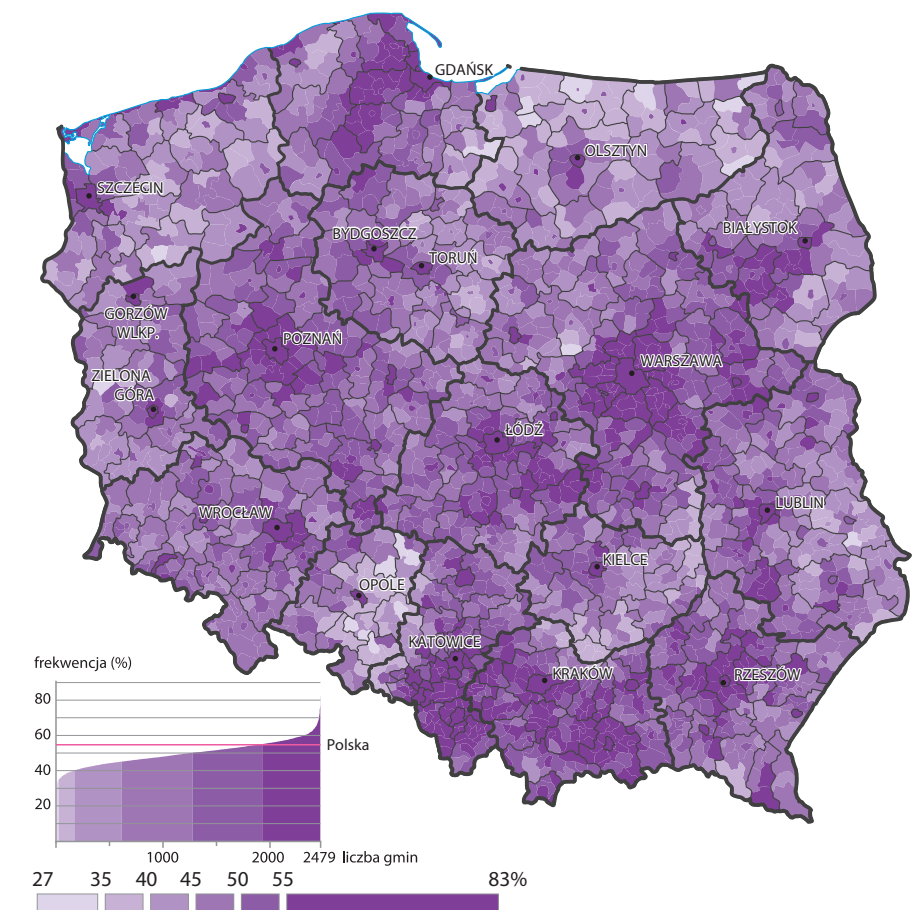 GDAŃSK
OLSZTYN
SZCZECIN
BIAŁYSTOK
BYDGOSZCZ
TORUŃ
GORZÓW
WLKP.
POZNAŃ
WARSZAWA
ZIELONA
GÓRA
ŁÓDŹ
WROCŁAW
LUBLIN
KIELCE
OPOLE
KATOWICE
KRAKÓW
RZESZÓW
frekwencja (%)
80
60
Polska
40
20
1000 2000 2479 liczba gmin
27 35 40 45 50 55 83%